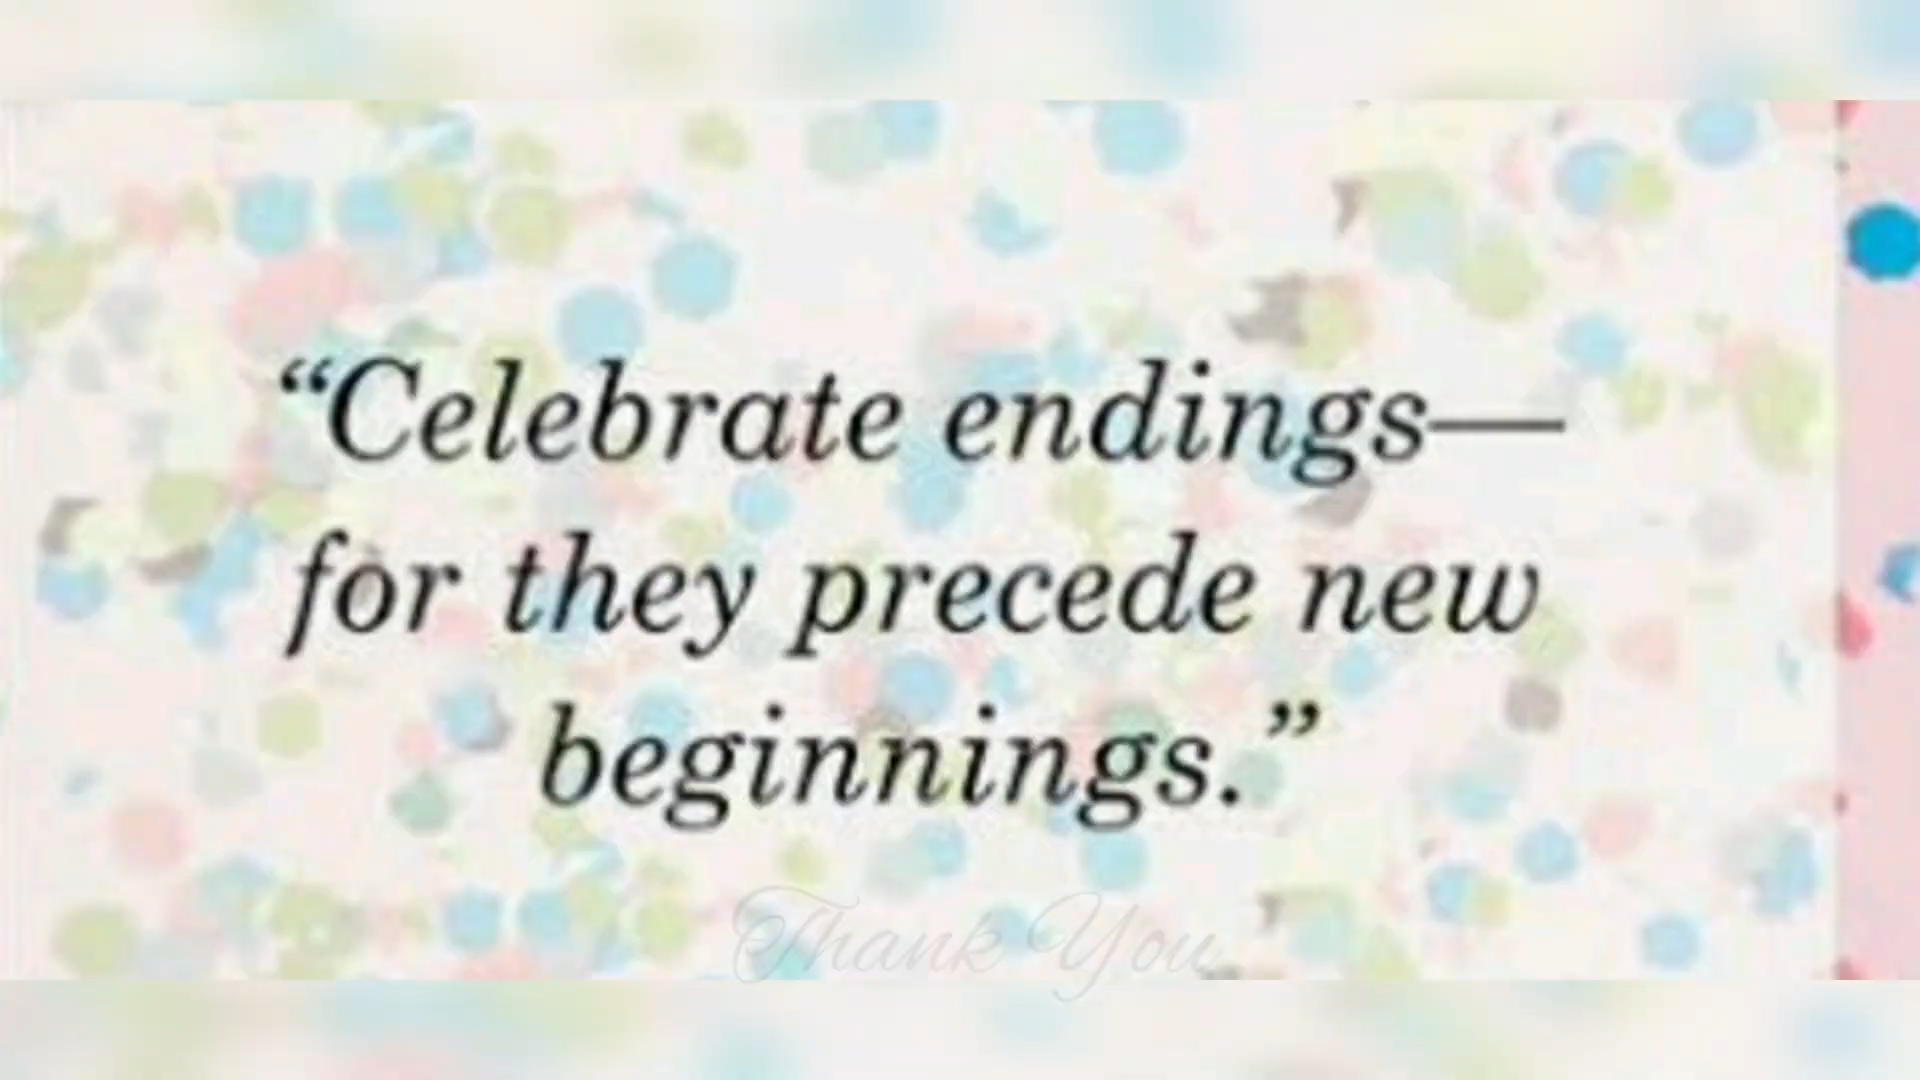 “Celebrate endings—
for they precede new
beginnings.”
Thank You